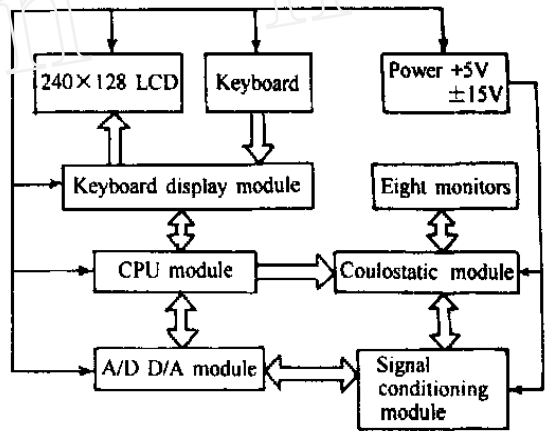 240×128 LCD
Keyboard
Power +5V
±15V
Keyboard display module
Eight monitors
CPU module
Coulostatic module
A/D D/A module
Signal
conditioning
module